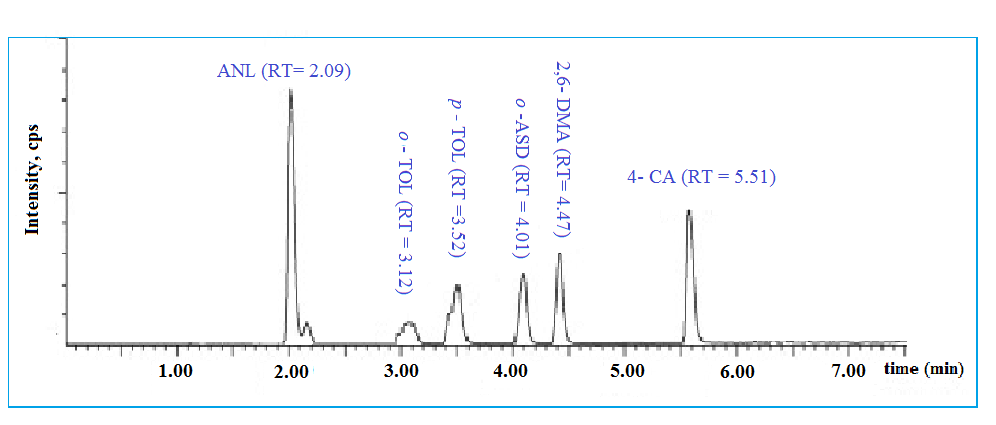 ANL (RT= 2.09)
o - TOL (RT = 3.12)
p - TOL (RT =3.52)
o -ASD (RT = 4.01)
2,6- DMA (RT= 4.47)
4- CA (RT = 5.51)
Intensity, cps
1.00 2.00 3.00 4.00 5.00 6.00 7.00 time (min)